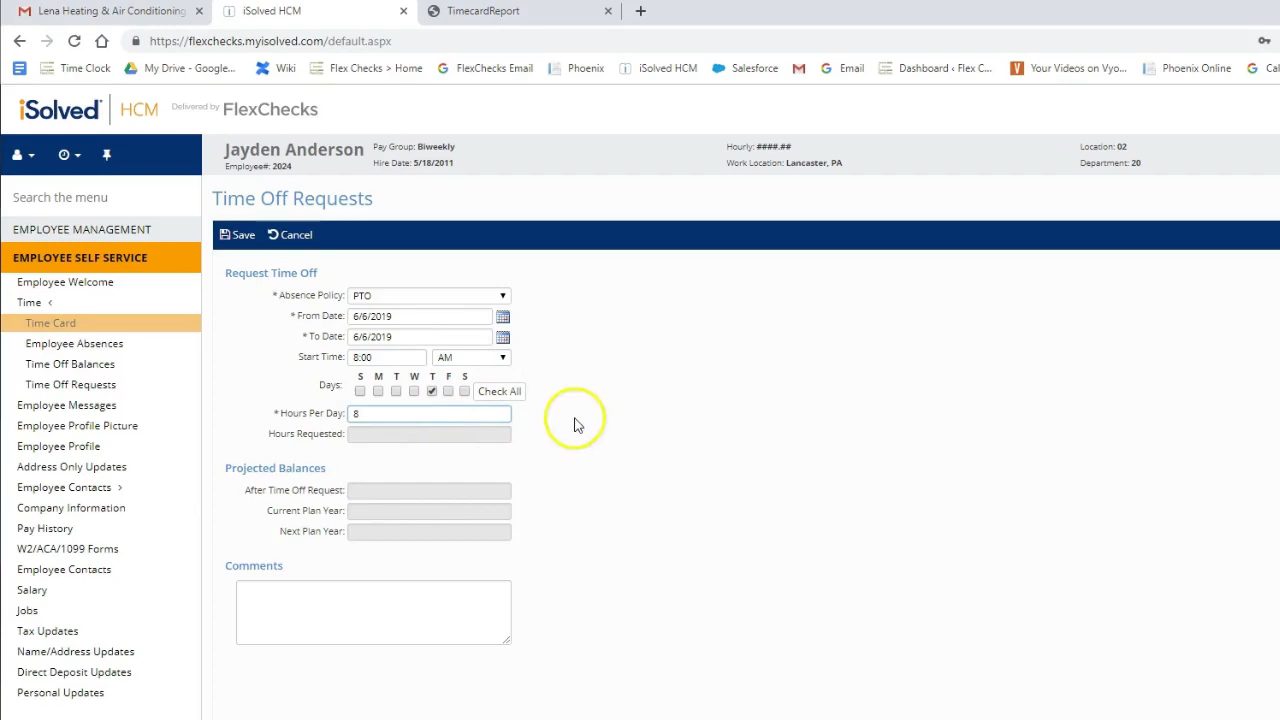 Lena Heating & Air Conditioning
iSolved HCM
TimecardReport
https://flexchecks.myisolved.com/default.aspx
Time Clock
My Drive - Google...
Wiki
Flex Checks > Home
FlexChecks Email
Phoenix
iSolved HCM
Salesforce
Email
Dashboard ‹ Flex C...
Your Videos on Vyo...
Phoenix Online
Cal
iSolved HCM Delivered by FlexChecks
Jayden Anderson
Employee#: 2024
Pay Group: Biweekly
Hire Date: 5/18/2011
Hourly: ####.##
Work Location: Lancaster, PA
Location: 02
Department: 20
Search the menu
EMPLOYEE MANAGEMENT
EMPLOYEE SELF SERVICE
Employee Welcome
Time <
Time Card
Employee Absences
Time Off Balances
Time Off Requests
Employee Messages
Employee Profile Picture
Employee Profile
Address Only Updates
Employee Contacts >
Company Information
Pay History
W2/ACA/1099 Forms
Employee Contacts
Salary
Jobs
Tax Updates
Name/Address Updates
Direct Deposit Updates
Personal Updates
Time Off Requests
Save Cancel
Request Time Off
* Absence Policy: PTO
* From Date: 6/6/2019
* To Date: 6/6/2019
Start Time: 8:00 AM
S M T W T F S
Days: Check All
* Hours Per Day: 8
Hours Requested:
Projected Balances
After Time Off Request:
Current Plan Year:
Next Plan Year:
Comments